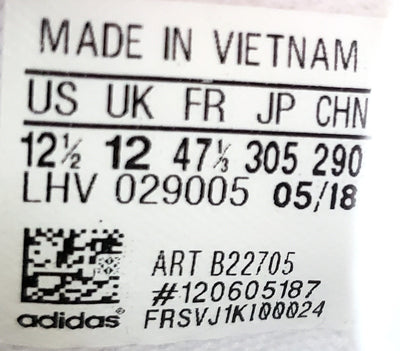 MADE IN VIETNAM
US UK FR JP CHN
12½ 12 47⅓ 305 290
LHV 029005 05/18
ART B22705
#120605187
adidas FRSVJ1KI00024